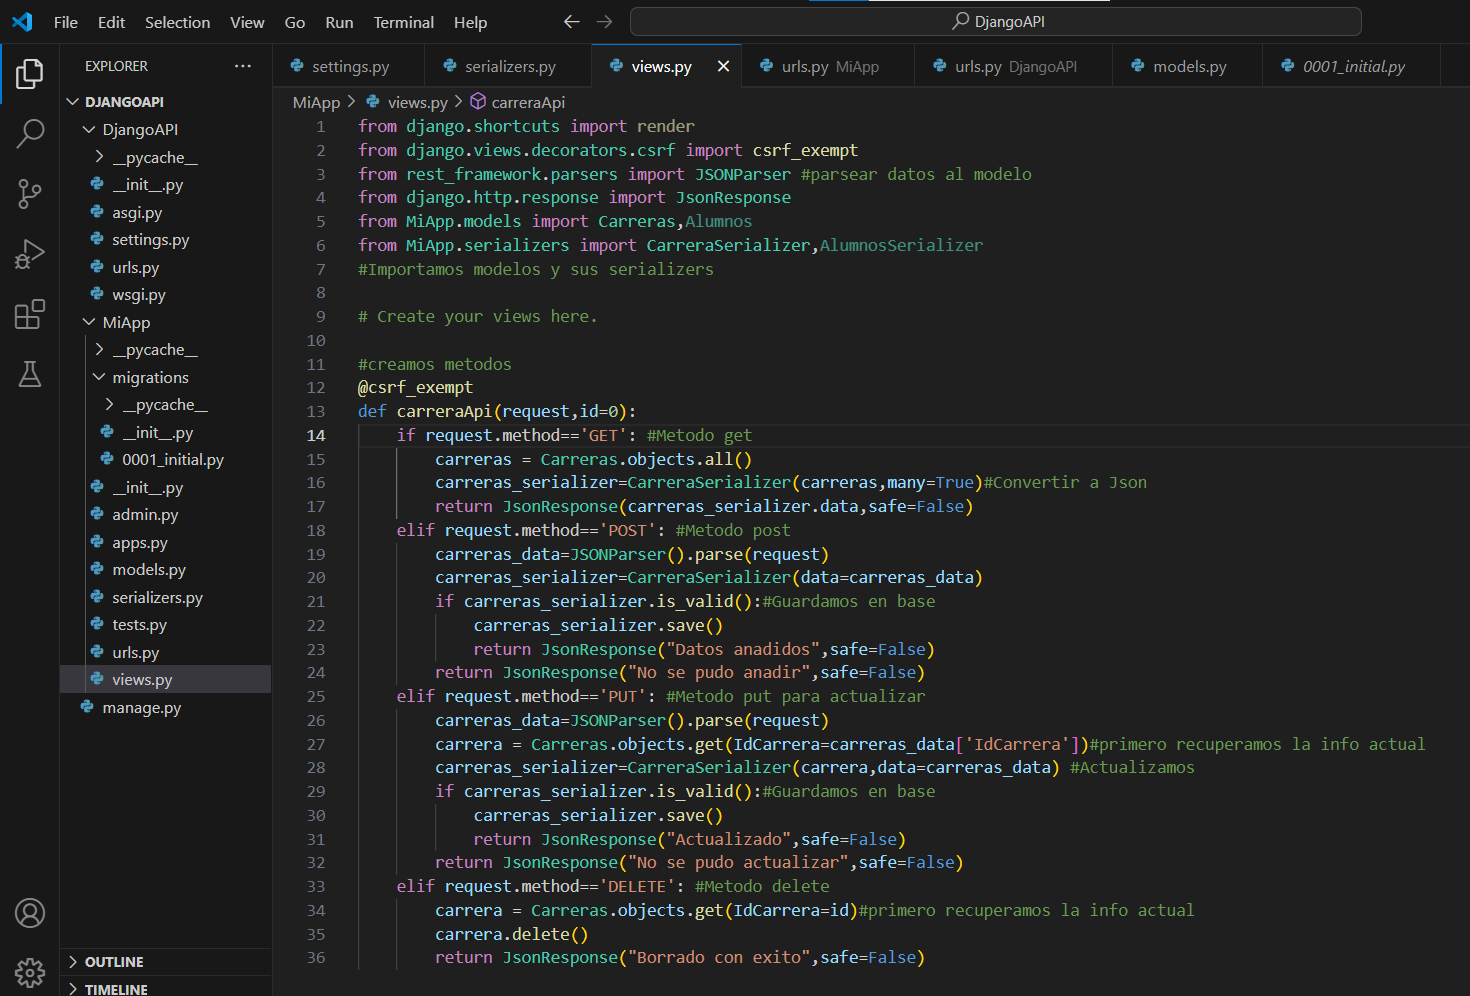 File Edit Selection View Go Run Terminal Help
DjangoAPI
EXPLORER
settings.py
serializers.py
views.py
urls.py MiApp
urls.py DjangoAPI
models.py
0001_initial.py
DJANGOAPI
DjangoAPI
__pycache__
__init__.py
asgi.py
settings.py
urls.py
wsgi.py
MiApp
__pycache__
migrations
__pycache__
__init__.py
0001_initial.py
__init__.py
admin.py
apps.py
models.py
serializers.py
tests.py
urls.py
views.py
manage.py
OUTLINE
TIMELINE
MiApp > views.py > carreraApi
1 from django.shortcuts import render
2 from django.views.decorators.csrf import csrf_exempt
3 from rest_framework.parsers import JSONParser #parsear datos al modelo
4 from django.http.response import JsonResponse
5 from MiApp.models import Carreras,Alumnos
6 from MiApp.serializers import CarreraSerializer,AlumnosSerializer
7 #Importamos modelos y sus serializers
8
9 # Create your views here.
10
11 #creamos metodos
12 @csrf_exempt
13 def carreraApi(request,id=0):
14     if request.method=='GET': #Metodo get
15         carreras = Carreras.objects.all()
16         carreras_serializer=CarreraSerializer(carreras,many=True)#Convertir a Json
17         return JsonResponse(carreras_serializer.data,safe=False)
18     elif request.method=='POST': #Metodo post
19         carreras_data=JSONParser().parse(request)
20         carreras_serializer=CarreraSerializer(data=carreras_data)
21         if carreras_serializer.is_valid():#Guardamos en base
22             carreras_serializer.save()
23             return JsonResponse("Datos anadidos",safe=False)
24         return JsonResponse("No se pudo anadir",safe=False)
25     elif request.method=='PUT': #Metodo put para actualizar
26         carreras_data=JSONParser().parse(request)
27         carrera = Carreras.objects.get(IdCarrera=carreras_data['IdCarrera'])#primero recuperamos la info actual
28         carreras_serializer=CarreraSerializer(carrera,data=carreras_data) #Actualizamos
29         if carreras_serializer.is_valid():#Guardamos en base
30             carreras_serializer.save()
31             return JsonResponse("Actualizado",safe=False)
32         return JsonResponse("No se pudo actualizar",safe=False)
33     elif request.method=='DELETE': #Metodo delete
34         carrera = Carreras.objects.get(IdCarrera=id)#primero recuperamos la info actual
35         carrera.delete()
36         return JsonResponse("Borrado con exito",safe=False)